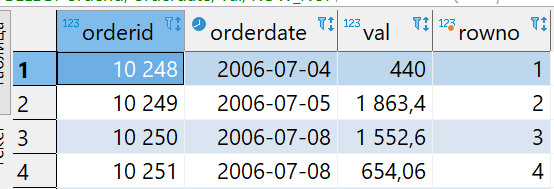 orderid orderdate val rowno
1 10 248 2006-07-04 440 1
2 10 249 2006-07-05 1 863,4 2
3 10 250 2006-07-08 1 552,6 3
4 10 251 2006-07-08 654,06 4